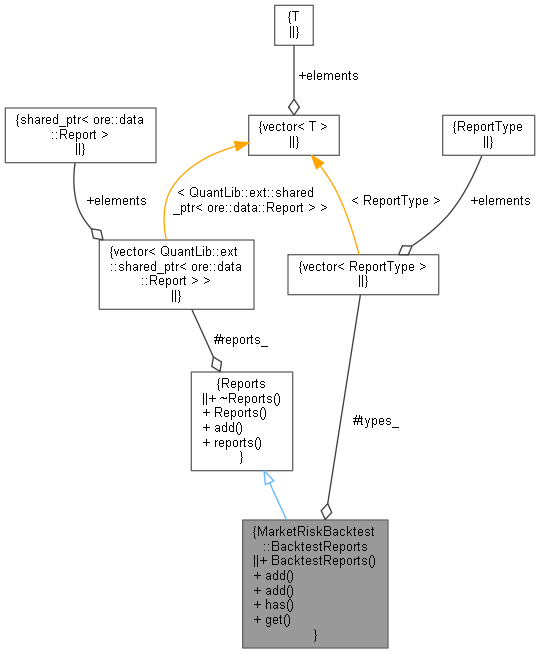 {T
||}
+elements
{shared_ptr< ore::data
::Report >
||}
{vector< T >
||}
{ReportType
||}
+elements
< QuantLib::ext::shared
_ptr< ore::data::Report > >
< ReportType >
+elements
{vector< QuantLib::ext
::shared_ptr< ore::data
::Report > >
||}
{vector< ReportType >
||}
#reports_
{Reports
||+ ~Reports()
+ Reports()
+ add()
+ reports()
}
#types_
{MarketRiskBacktest
::BacktestReports
||+ BacktestReports()
+ add()
+ add()
+ has()
+ get()
}